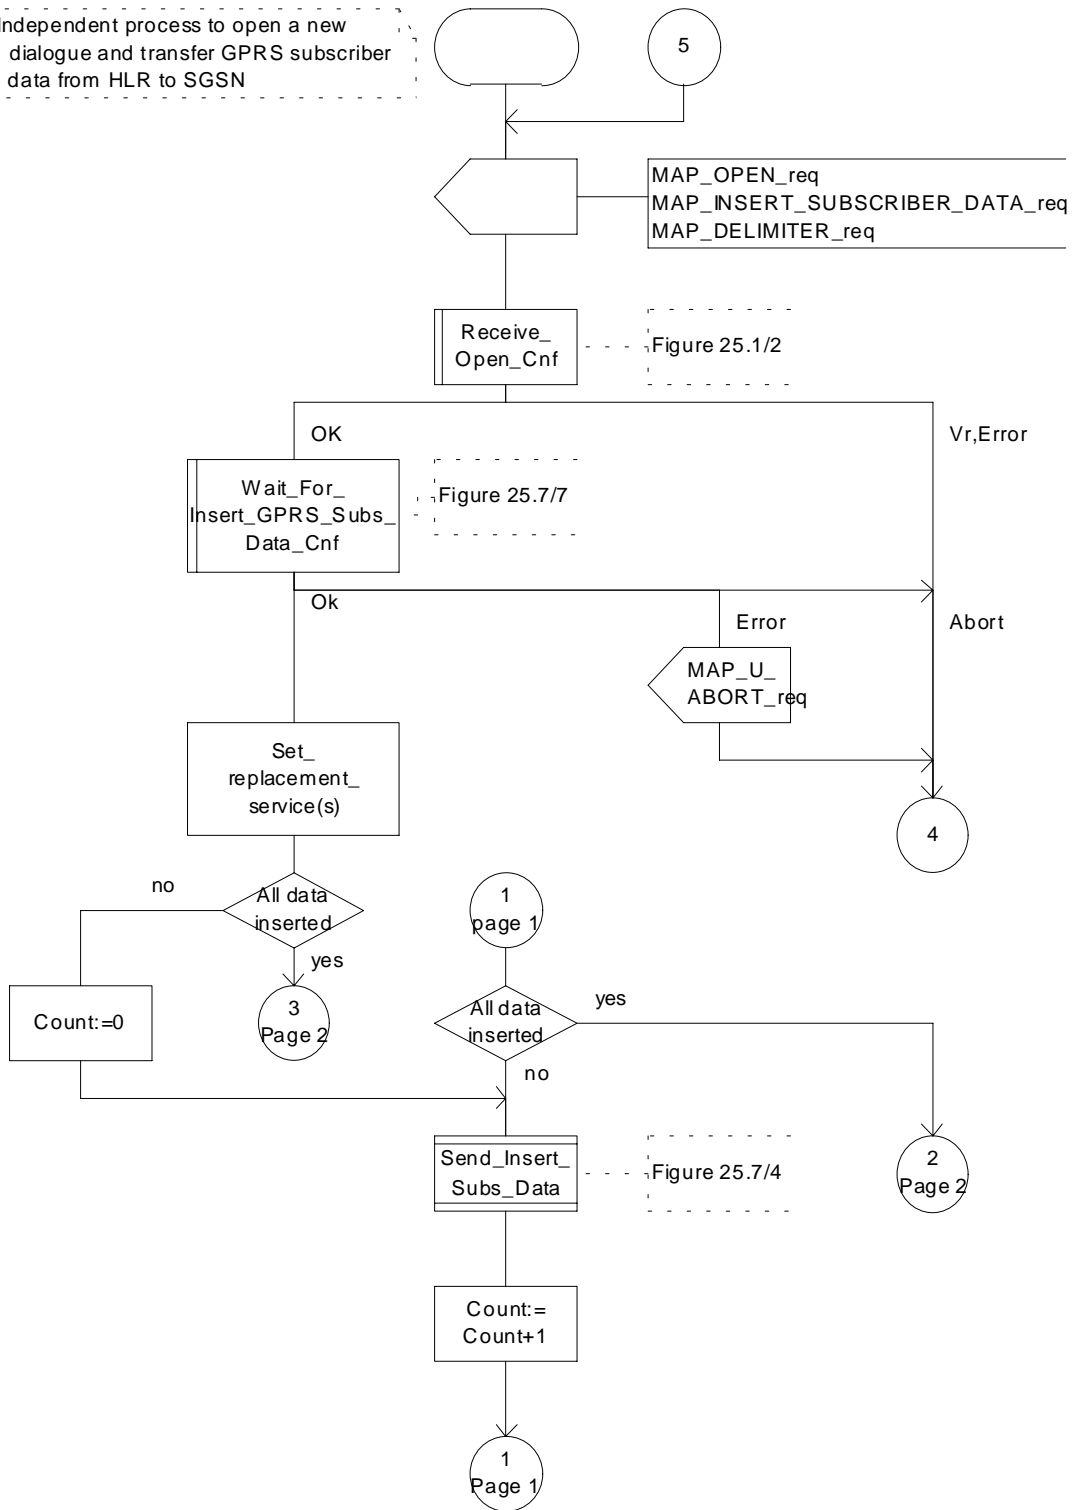 Independent process to open a new
dialogue and transfer GPRS subscriber
data from HLR to SGSN
5
MAP_OPEN_req
MAP_INSERT_SUBSCRIBER_DATA_req
MAP_DELIMITER_req
Receive_
Open_Cnf
Figure 25.1/2
OK
Vr,Error
Wait_For_
Insert_GPRS_Subs_
Data_Cnf
Figure 25.7/7
Ok
Error
Abort
MAP_U_
ABORT_req
Set_
replacement_
service(s)
4
no
All data
inserted
yes
1
page 1
Count:=0
3
Page 2
All data
inserted
yes
no
Send_Insert_
Subs_Data
Figure 25.7/4
2
Page 2
Count:=
Count+1
1
Page 1